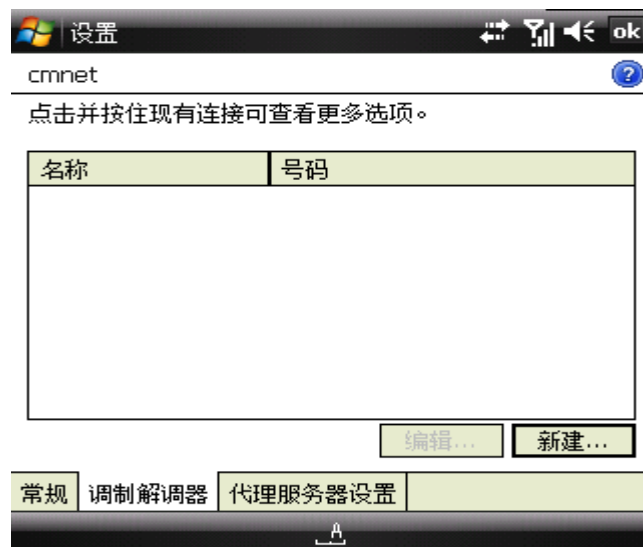 设置 ok
cmnet
点击并按住现有连接可查看更多选项。
名称 号码
编辑... 新建...
常规 调制解调器 代理服务器设置
A